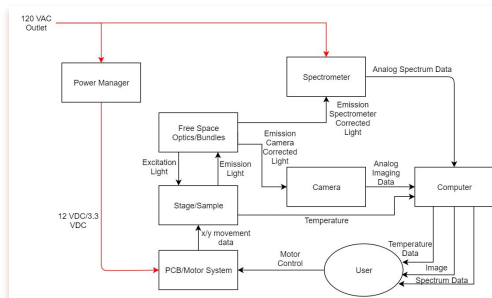 120 VAC
Outlet
Power Manager
Spectrometer
Analog Spectrum Data
Emission
Spectrometer
Corrected
Light
Free Space
Optics/Bundles
Emission
Camera
Corrected
Light
Excitation
Light
Emission
Light
Analog
Imaging
Data
Camera
Computer
Stage/Sample
Temperature
12 VDC/3.3
VDC
x/y movement
data
Motor
Control
Temperature
Data
PCB/Motor System
User
Image
Spectrum Data